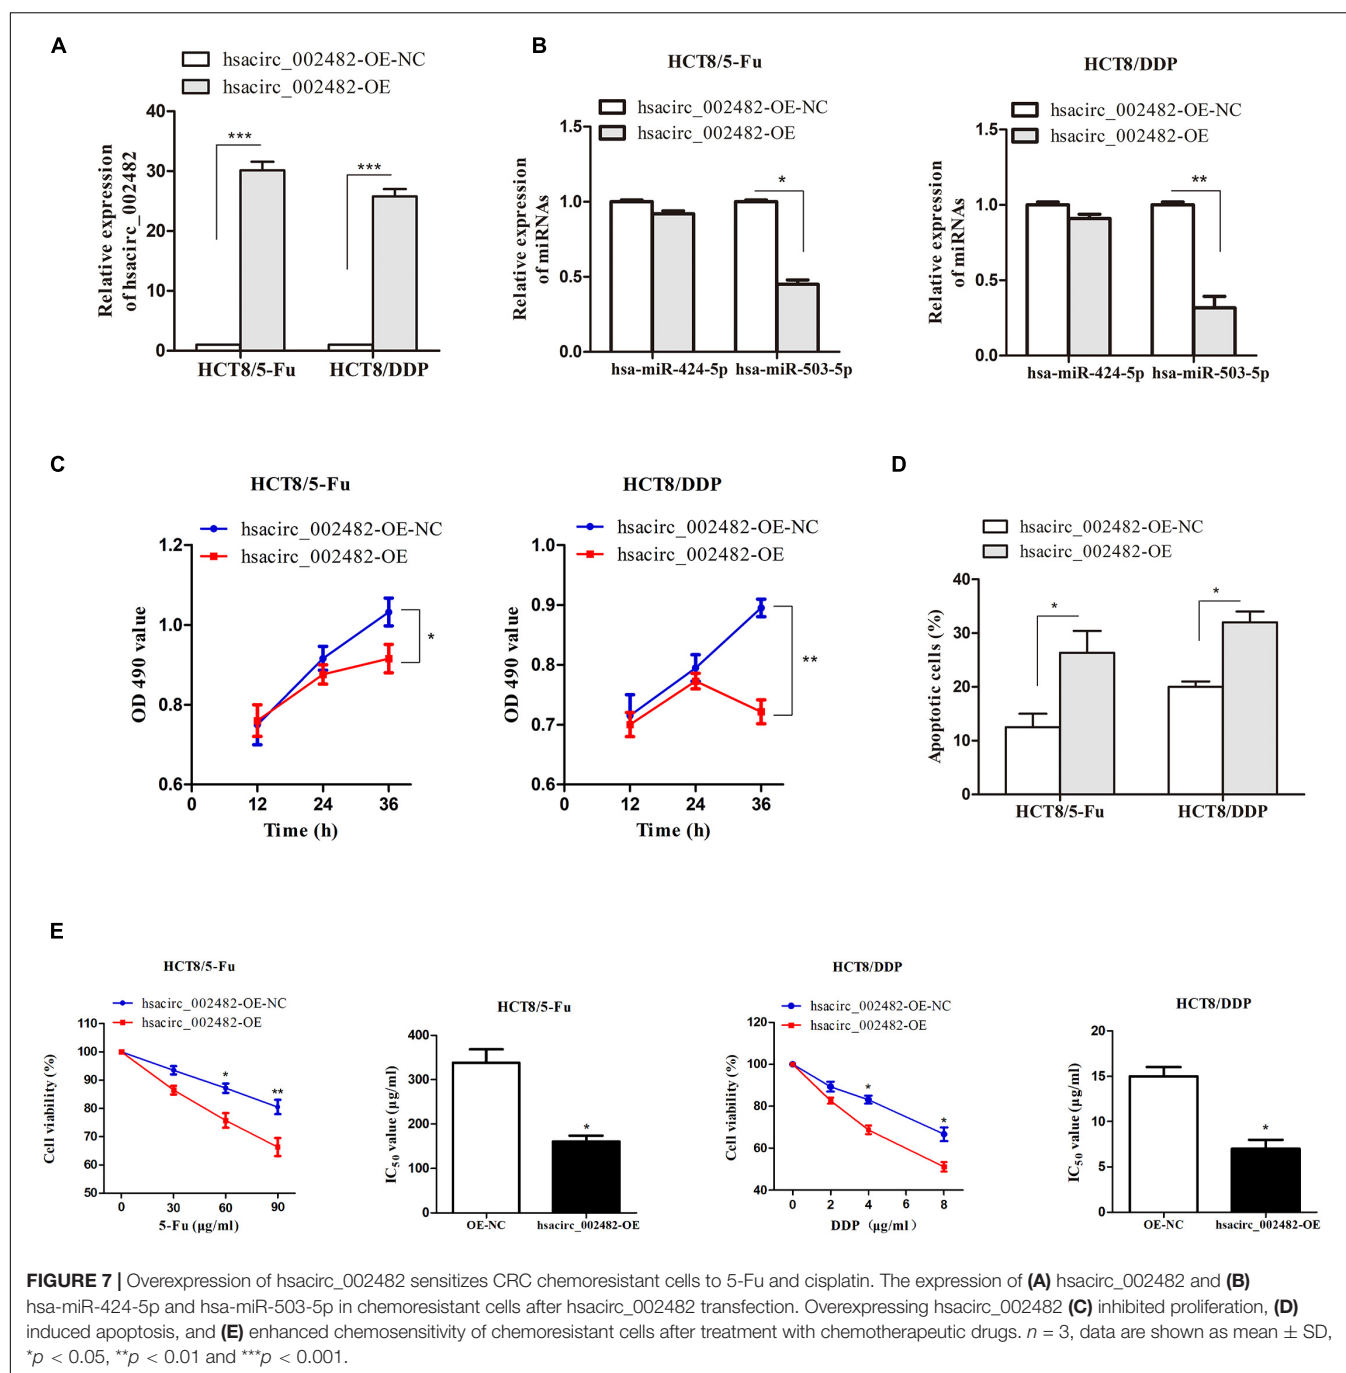 A
hsacirc_002482-OE-NC
hsacirc_002482-OE
Relative expression
of hsacirc_002482
40
30
20
10
0
***
***
HCT8/5-Fu
HCT8/DDP
B
HCT8/5-Fu
hsacirc_002482-OE-NC
hsacirc_002482-OE
Relative expression
of miRNAs
1.5
1.0
0.5
0.0
*
hsa-miR-424-5p
hsa-miR-503-5p
HCT8/DDP
hsacirc_002482-OE-NC
hsacirc_002482-OE
Relative expression
of miRNAs
1.5
1.0
0.5
0.0
**
hsa-miR-424-5p
hsa-miR-503-5p
C
HCT8/5-Fu
hsacirc_002482-OE-NC
hsacirc_002482-OE
OD 490 value
1.2
1.0
0.8
0.6
*
0 12 24 36
Time (h)
HCT8/DDP
hsacirc_002482-OE-NC
hsacirc_002482-OE
OD 490 value
1.0
0.9
0.8
0.7
0.6
**
0 12 24 36
Time (h)
D
hsacirc_002482-OE-NC
hsacirc_002482-OE
Apoptotic cells (%)
40
30
20
10
0
*
*
HCT8/5-Fu
HCT8/DDP
E
HCT8/5-Fu
hsacirc_002482-OE-NC
hsacirc_002482-OE
Cell viability (%)
110
100
90
80
70
60
50
*
**
0 30 60 90
5-Fu (μg/ml)
HCT8/5-Fu
IC50 value (μg/ml)
400
300
200
100
0
*
OE-NC
hsacirc_002482-OE
HCT8/DDP
hsacirc_002482-OE-NC
hsacirc_002482-OE
Cell viability (%)
120
100
80
60
40
*
*
0 2 4 6 8
DDP （μg/ml）
HCT8/DDP
IC50 value (μg/ml)
20
15
10
5
0
*
OE-NC
hsacirc_002482-OE
FIGURE 7 | Overexpression of hsacirc_002482 sensitizes CRC chemoresistant cells to 5-Fu and cisplatin. The expression of (A) hsacirc_002482 and (B)
hsa-miR-424-5p and hsa-miR-503-5p in chemoresistant cells after hsacirc_002482 transfection. Overexpressing hsacirc_002482 (C) inhibited proliferation, (D)
induced apoptosis, and (E) enhanced chemosensitivity of chemoresistant cells after treatment with chemotherapeutic drugs. n = 3, data are shown as mean ± SD,
*p < 0.05, **p < 0.01 and ***p < 0.001.